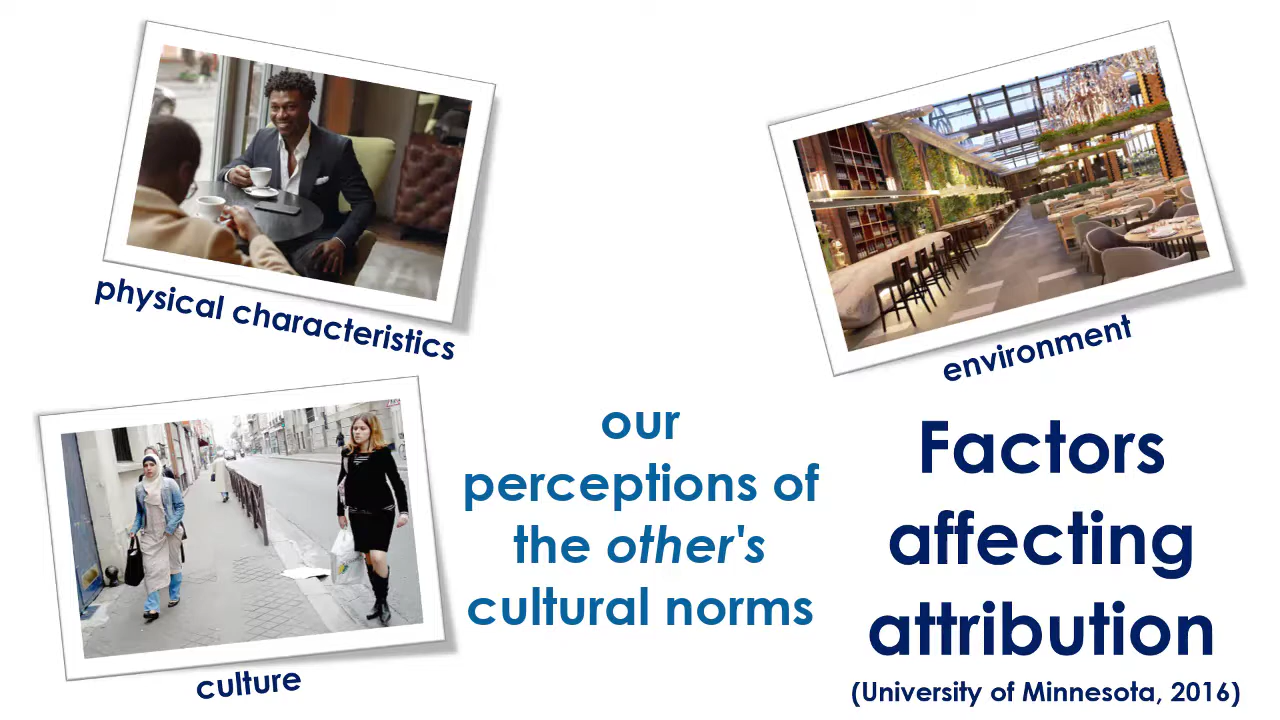 physical characteristics
environment
culture
our
perceptions of
the other's
cultural norms
Factors
affecting
attribution
(University of Minnesota, 2016)